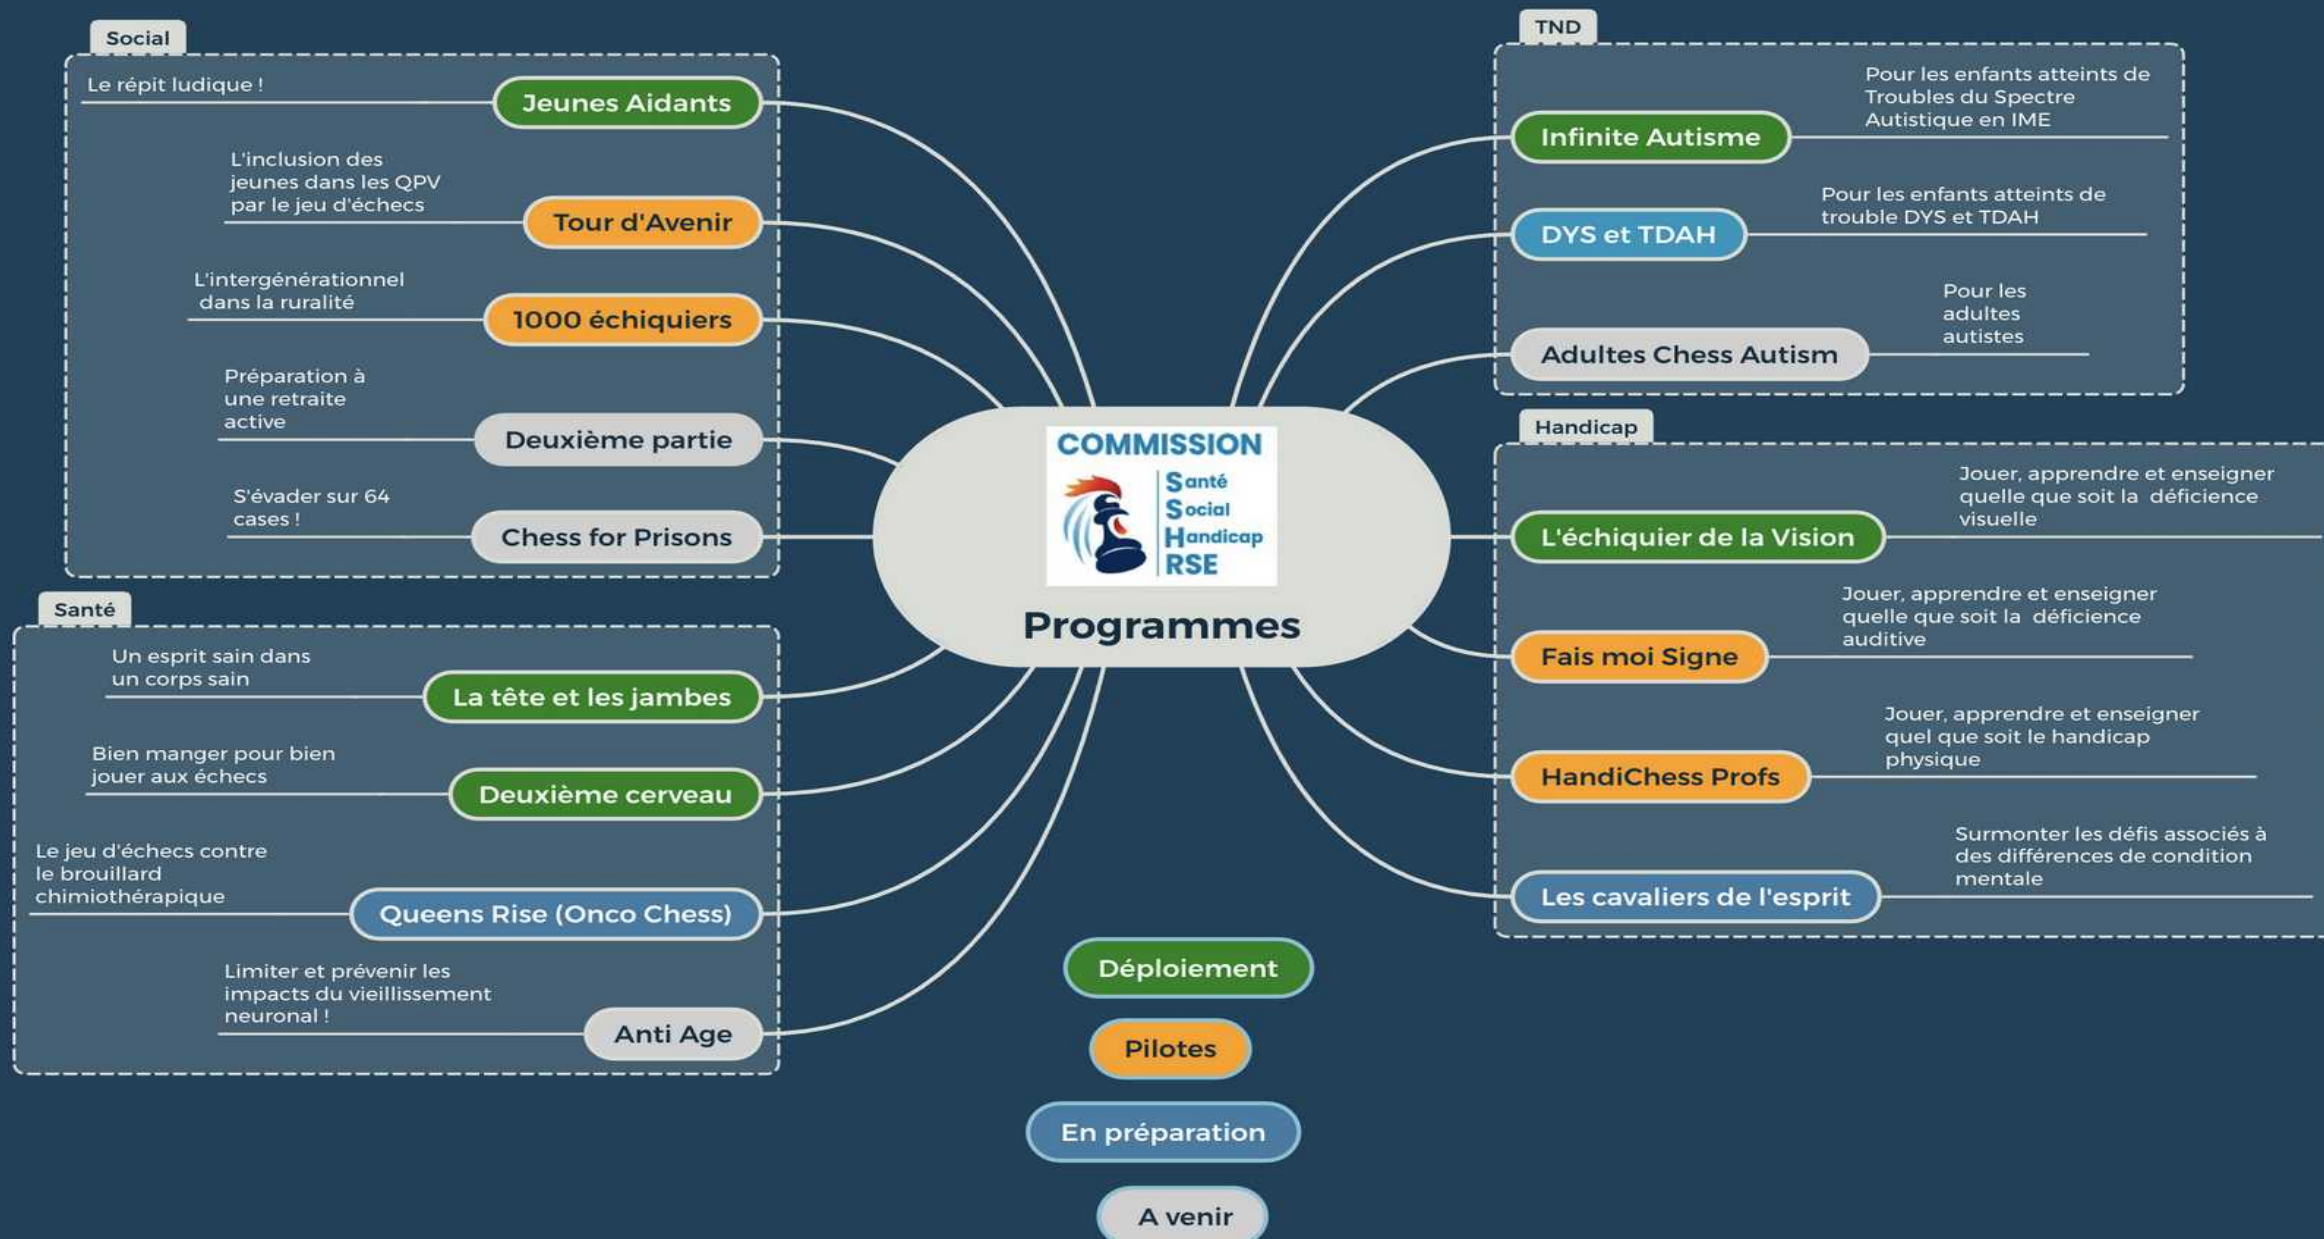 Social
Le répit ludique !
Jeunes Aidants
L'inclusion des
jeunes dans les QPV
par le jeu d'échecs
Tour d'Avenir
L'intergénérationnel
dans la ruralité
1000 échiquiers
Préparation à
une retraite
active
Deuxième partie
S'évader sur 64
cases !
Chess for Prisons
Santé
Un esprit sain dans
un corps sain
La tête et les jambes
Bien manger pour bien
jouer aux échecs
Deuxième cerveau
Le jeu d'échecs contre
le brouillard
chimiothérapique
Queens Rise (Onco Chess)
Limiter et prévenir les
impacts du vieillissement
neuronal !
Anti Age
COMMISSION
Santé
Social
Handicap
RSE
Programmes
TND
Infinite Autisme
Pour les enfants atteints de
Troubles du Spectre
Autistique en IME
DYS et TDAH
Pour les enfants atteints de
trouble DYS et TDAH
Adultes Chess Autism
Pour les
adultes
autistes
Handicap
L'échiquier de la Vision
Jouer, apprendre et enseigner
quelle que soit la déficience
visuelle
Fais moi Signe
Jouer, apprendre et enseigner
quelle que soit la déficience
auditive
HandiChess Profs
Jouer, apprendre et enseigner
quel que soit le handicap
physique
Les cavaliers de l'esprit
Surmonter les défis associés à
des différences de condition
mentale
Déploiement
Pilotes
En préparation
A venir